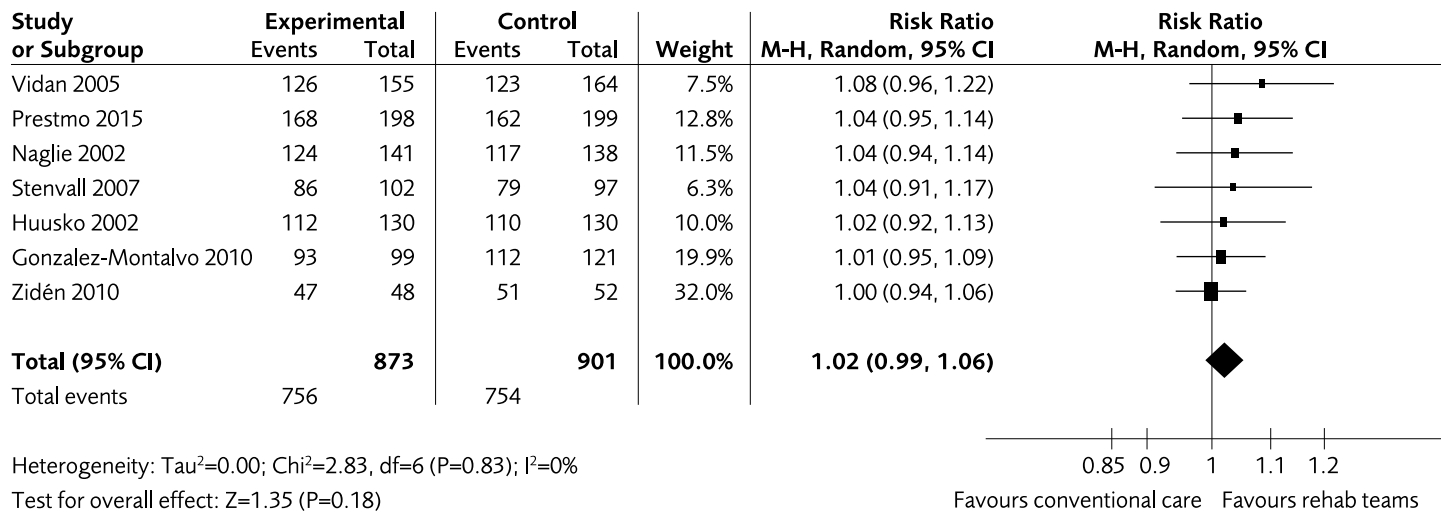 Study Experimental Control Risk Ratio Risk Ratio
or Subgroup Events Total Events Total Weight M-H, Random, 95% CI M-H, Random, 95% CI
Vidan 2005 126 155 123 164 7.5% 1.08 (0.96, 1.22)
Prestmo 2015 168 198 162 199 12.8% 1.04 (0.95, 1.14)
Naglie 2002 124 141 117 138 11.5% 1.04 (0.94, 1.14)
Stenvall 2007 86 102 79 97 6.3% 1.04 (0.91, 1.17)
Huusko 2002 112 130 110 130 10.0% 1.02 (0.92, 1.13)
Gonzalez-Montalvo 2010 93 99 112 121 19.9% 1.01 (0.95, 1.09)
Zidén 2010 47 48 51 52 32.0% 1.00 (0.94, 1.06)
Total (95% CI) 873 901 100.0% 1.02 (0.99, 1.06)
Total events 756 754
Heterogeneity: Tau²=0.00; Chi²=2.83, df=6 (P=0.83); I²=0%
Test for overall effect: Z=1.35 (P=0.18)
0.85 0.9 1 1.1 1.2
Favours conventional care Favours rehab teams